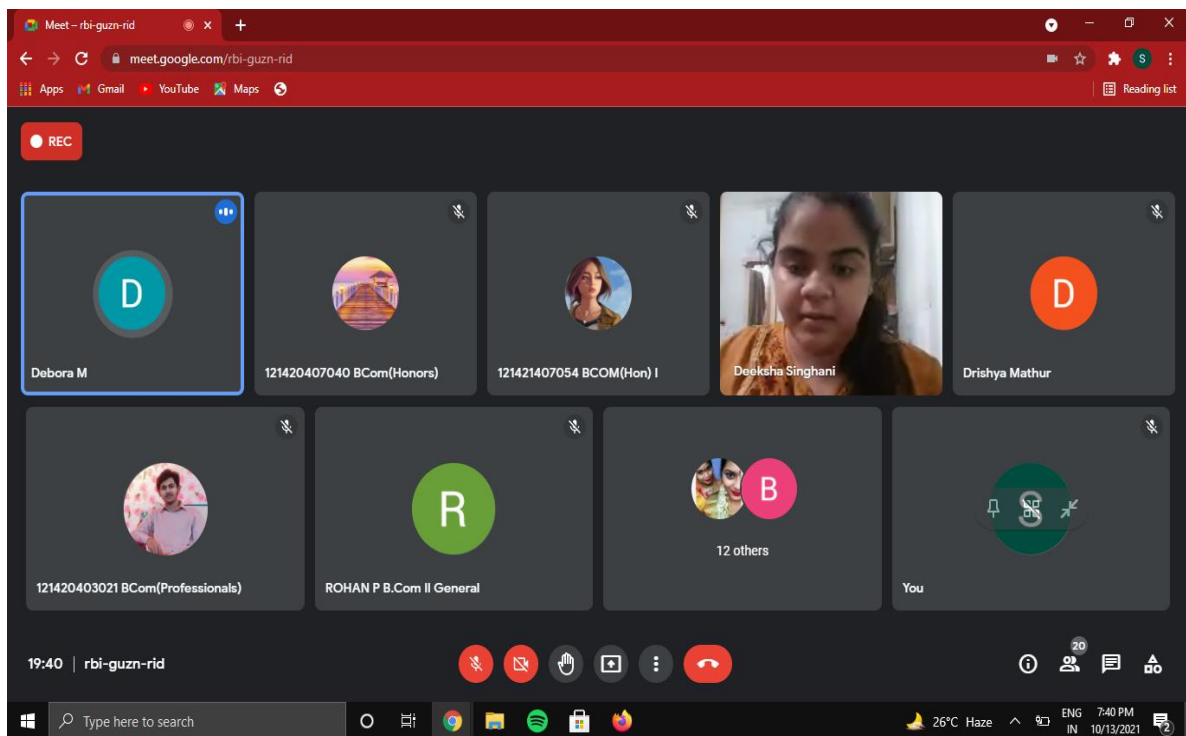 Meet – rbi-guzn-rid
meet.google.com/rbi-guzn-rid
S
Apps Gmail YouTube Maps
Reading list
REC
D
Debora M
121420407040 BCom(Honors)
121421407054 BCOM(Hon) I
Deeksha Singhani
D
Drishya Mathur
121420403021 BCom(Professionals)
R
ROHAN P B.Com II General
B
12 others
S
You
19:40 | rbi-guzn-rid
20
Type here to search
26°C Haze
ENG
IN
7:40 PM
10/13/2021
2